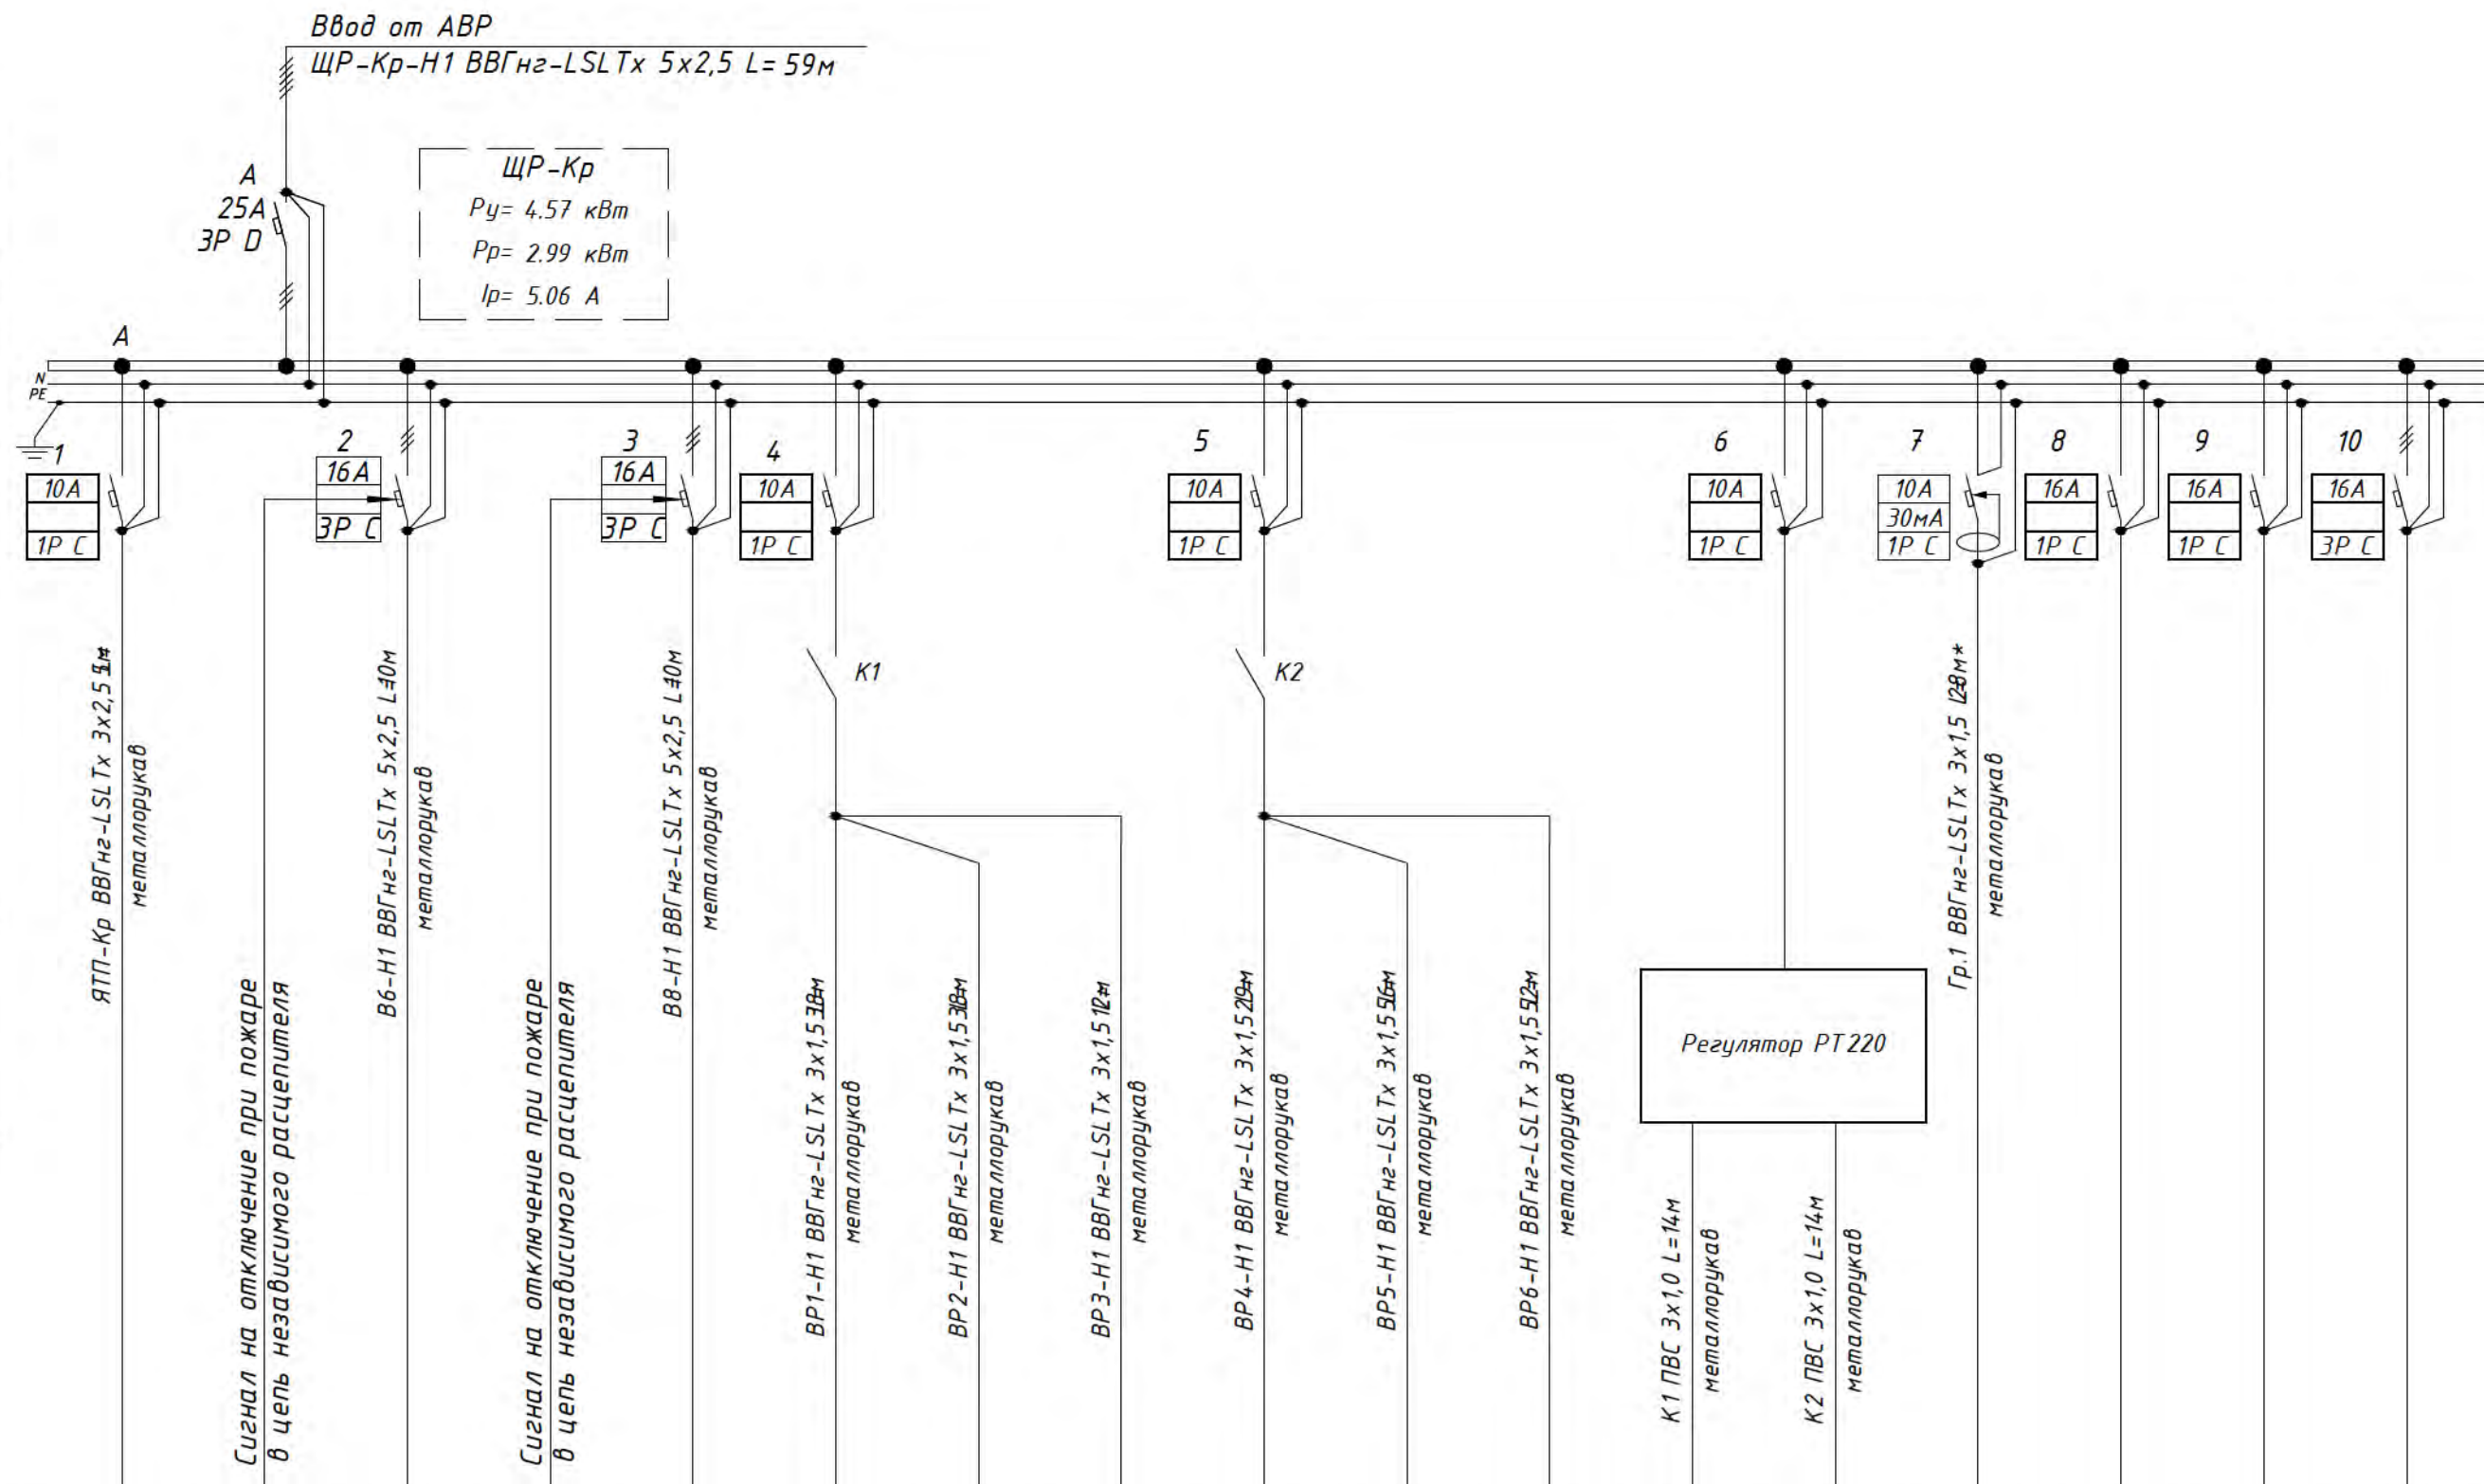 Ввод от АВР
ЩР-Кр-Н1 ВВГнг-LSLTx 5х2,5 L= 59м
А
25А
3Р D
ЩР-Кр
Ру= 4.57 кВт
Рр= 2.99 кВт
Iр= 5.06 А
А
N
PE
1
10А
1Р С
2
16А
3Р С
3
16А
3Р С
4
10А
1Р С
5
10А
1Р С
6
10А
1Р С
7
10А
30мА
1Р С
8
16А
1Р С
9
16А
1Р С
10
16А
3Р С
К1
К2
ЯТП-Кр ВВГнг-LSLTx 3х2,5
металлорукав
Сигнал на отключение при пожаре
в цепь независимого расцепителя
В6-Н1 ВВГнг-LSLTx 5х2,5 L=10м
металлорукав
Сигнал на отключение при пожаре
в цепь независимого расцепителя
В8-Н1 ВВГнг-LSLTx 5х2,5 L=10м
металлорукав
ВР1-Н1 ВВГнг-LSLTx 3х1,5
металлорукав
ВР2-Н1 ВВГнг-LSLTx 3х1,5
металлорукав
ВР3-Н1 ВВГнг-LSLTx 3х1,5
металлорукав
ВР4-Н1 ВВГнг-LSLTx 3х1,5
металлорукав
ВР5-Н1 ВВГнг-LSLTx 3х1,5
металлорукав
ВР6-Н1 ВВГнг-LSLTx 3х1,5
металлорукав
Регулятор РТ220
К1 ПВС 3х1,0 L=14м
металлорукав
К2 ПВС 3х1,0 L=14м
металлорукав
Гр.1 ВВГнг-LSLTx 3х1,5
металлорукав